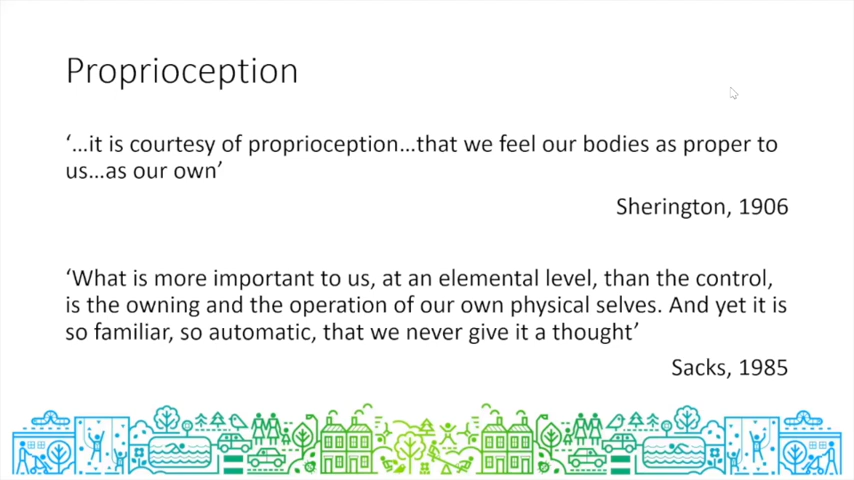 Proprioception
‘…it is courtesy of proprioception…that we feel our bodies as proper to
us…as our own’
Sherington, 1906
‘What is more important to us, at an elemental level, than the control,
is the owning and the operation of our own physical selves. And yet it is
so familiar, so automatic, that we never give it a thought’
Sacks, 1985